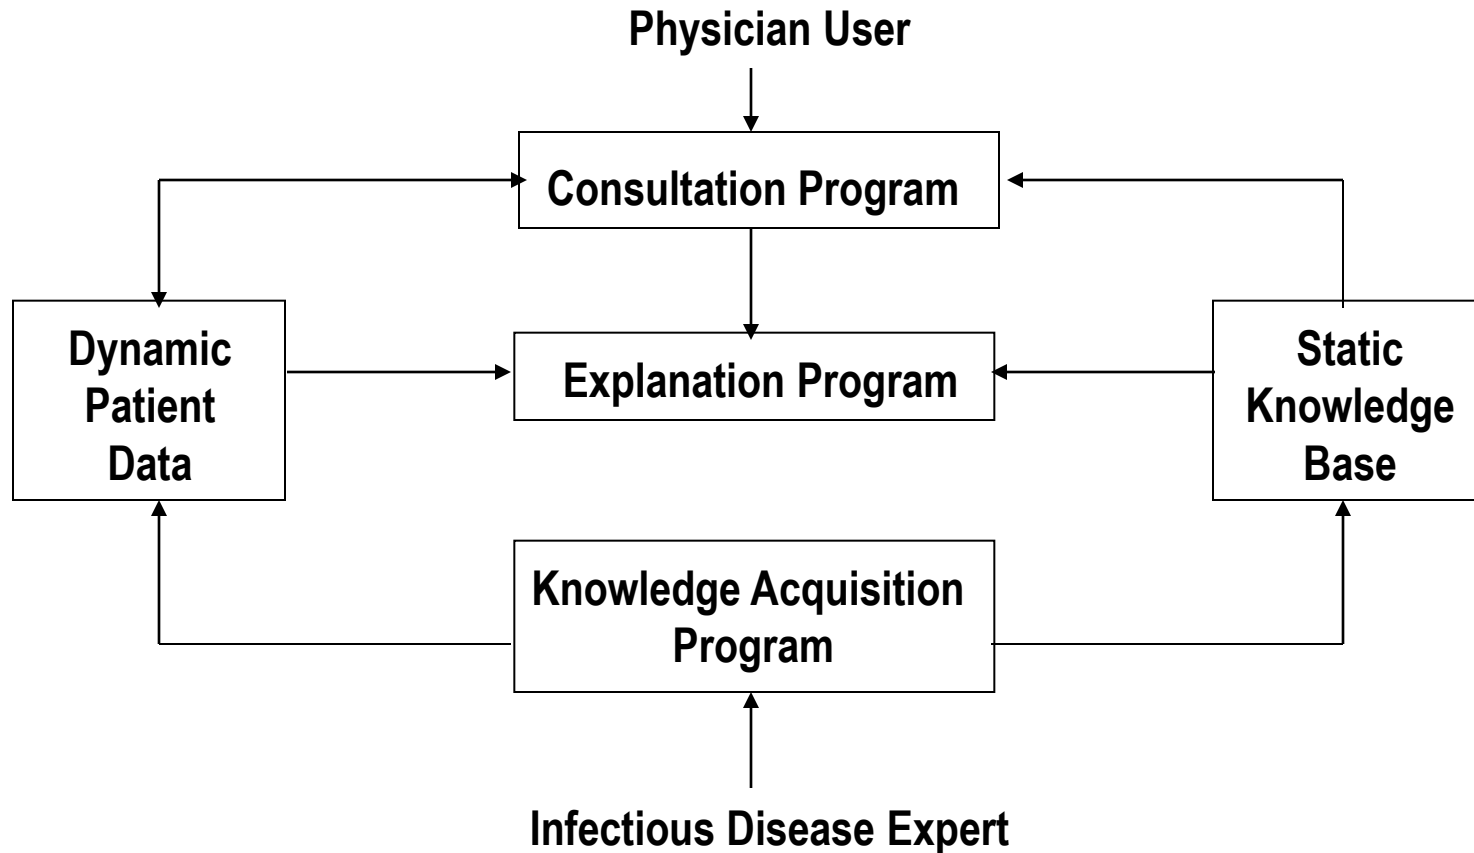 Physician User
Consultation Program
Dynamic
Patient
Data
Explanation Program
Static
Knowledge
Base
Knowledge Acquisition
Program
Infectious Disease Expert